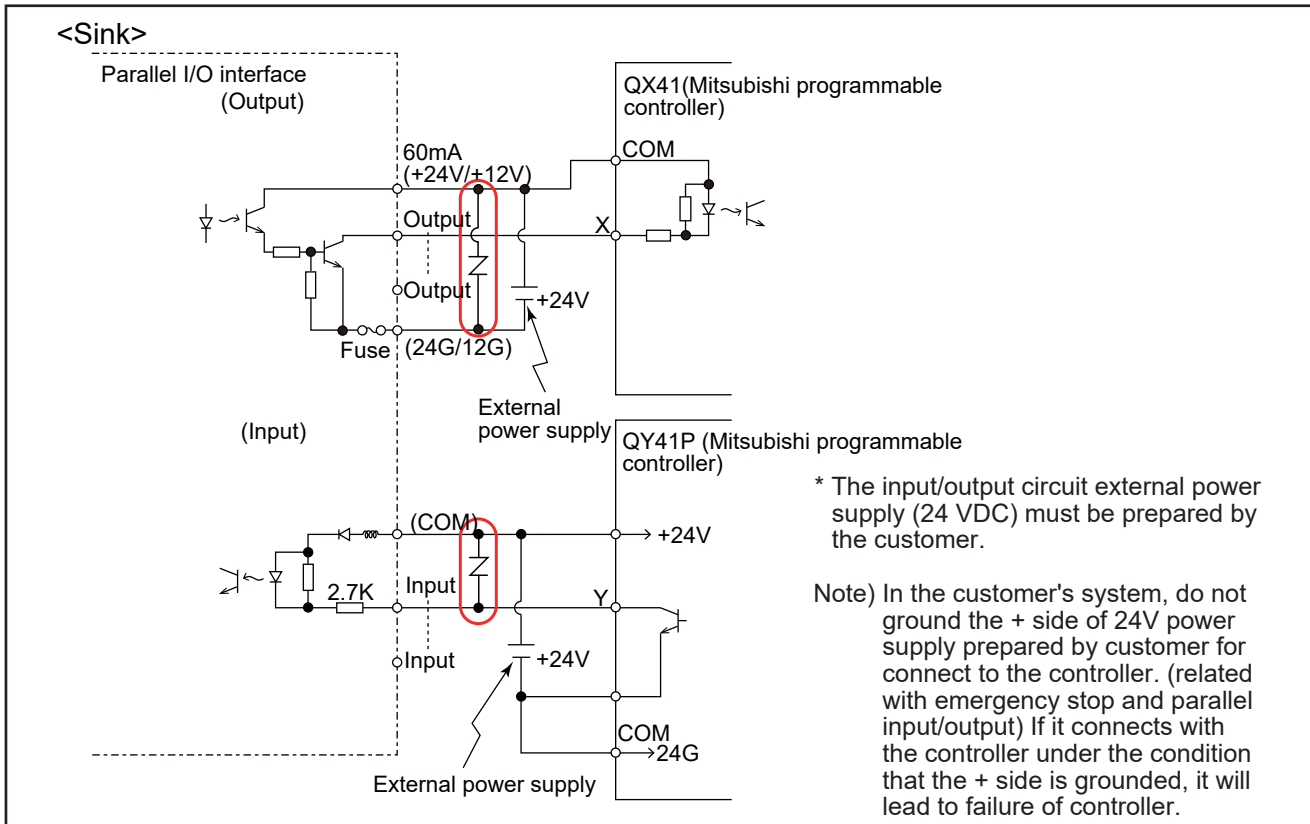 <Sink>
Parallel I/O interface
(Output)
QX41(Mitsubishi programmable
controller)
60mA
(+24V/+12V)
COM
Output
X
Output
+24V
Fuse
(24G/12G)
External
power supply
(Input)
QY41P (Mitsubishi programmable
controller)
(COM)
+24V
2.7K
Input
Y
Input
+24V
COM
24G
External power supply
* The input/output circuit external power
supply (24 VDC) must be prepared by
the customer.
Note) In the customer's system, do not
ground the + side of 24V power
supply prepared by customer for
connect to the controller. (related
with emergency stop and parallel
input/output) If it connects with
the controller under the condition
that the + side is grounded, it will
lead to failure of controller.